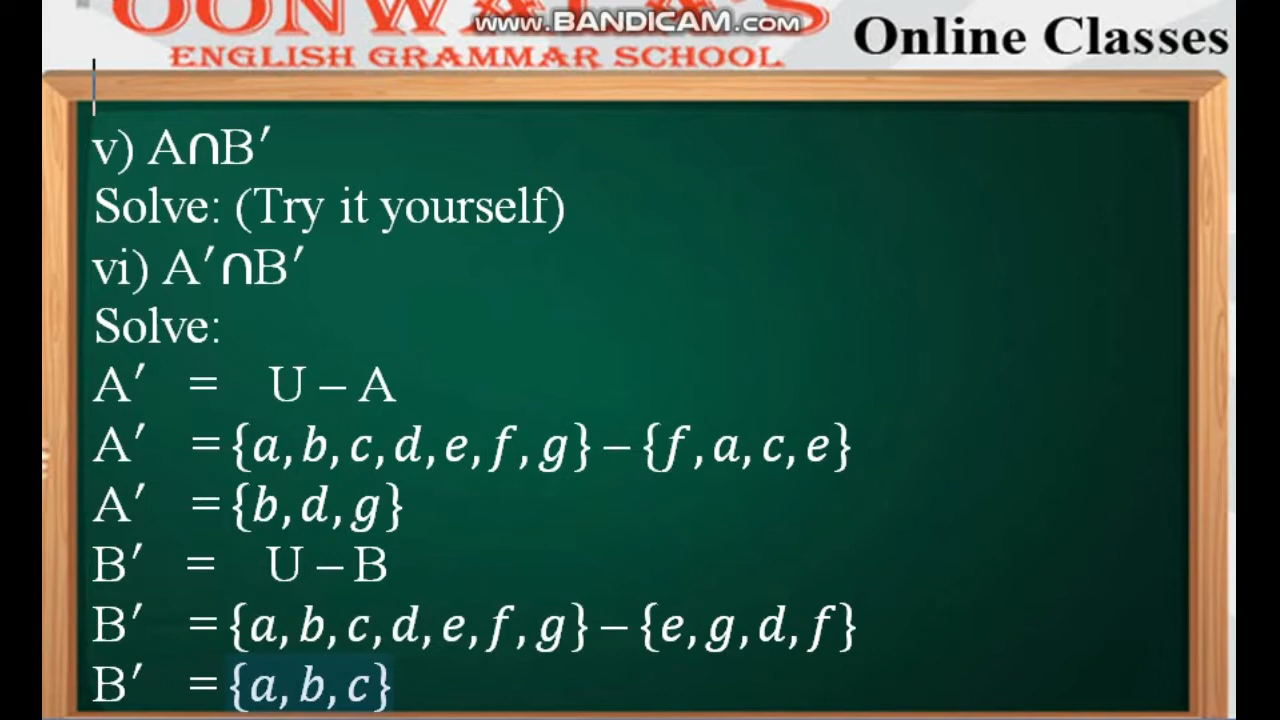 www.BANDICAM.com
Online Classes
ENGLISH GRAMMAR SCHOOL
v) A∩B′
Solve: (Try it yourself)
vi) A′∩B′
Solve:
A′ = U – A
A′ = {a, b, c, d, e, f, g} – {f, a, c, e}
A′ = {b, d, g}
B′ = U – B
B′ = {a, b, c, d, e, f, g} – {e, g, d, f}
B′ = {a, b, c}